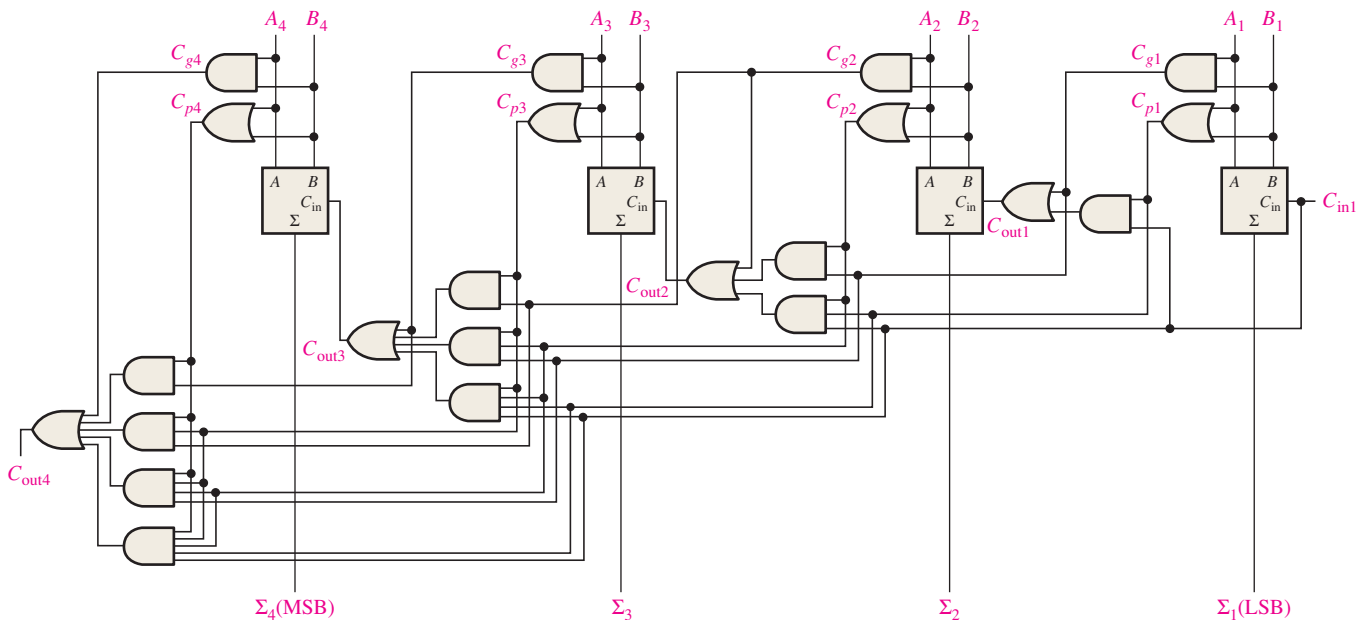 A4 B4 A3 B3 A2 B2 A1 B1
Cg4 Cg3 Cg2 Cg1
Cp4 Cp3 Cp2 Cp1
A B A B A B A B
Cin Cin Cin Cin Cin1
Σ Σ Σ Σ
Cout1
Cout2
Cout3
Cout4
Σ4(MSB) Σ3 Σ2 Σ1(LSB)